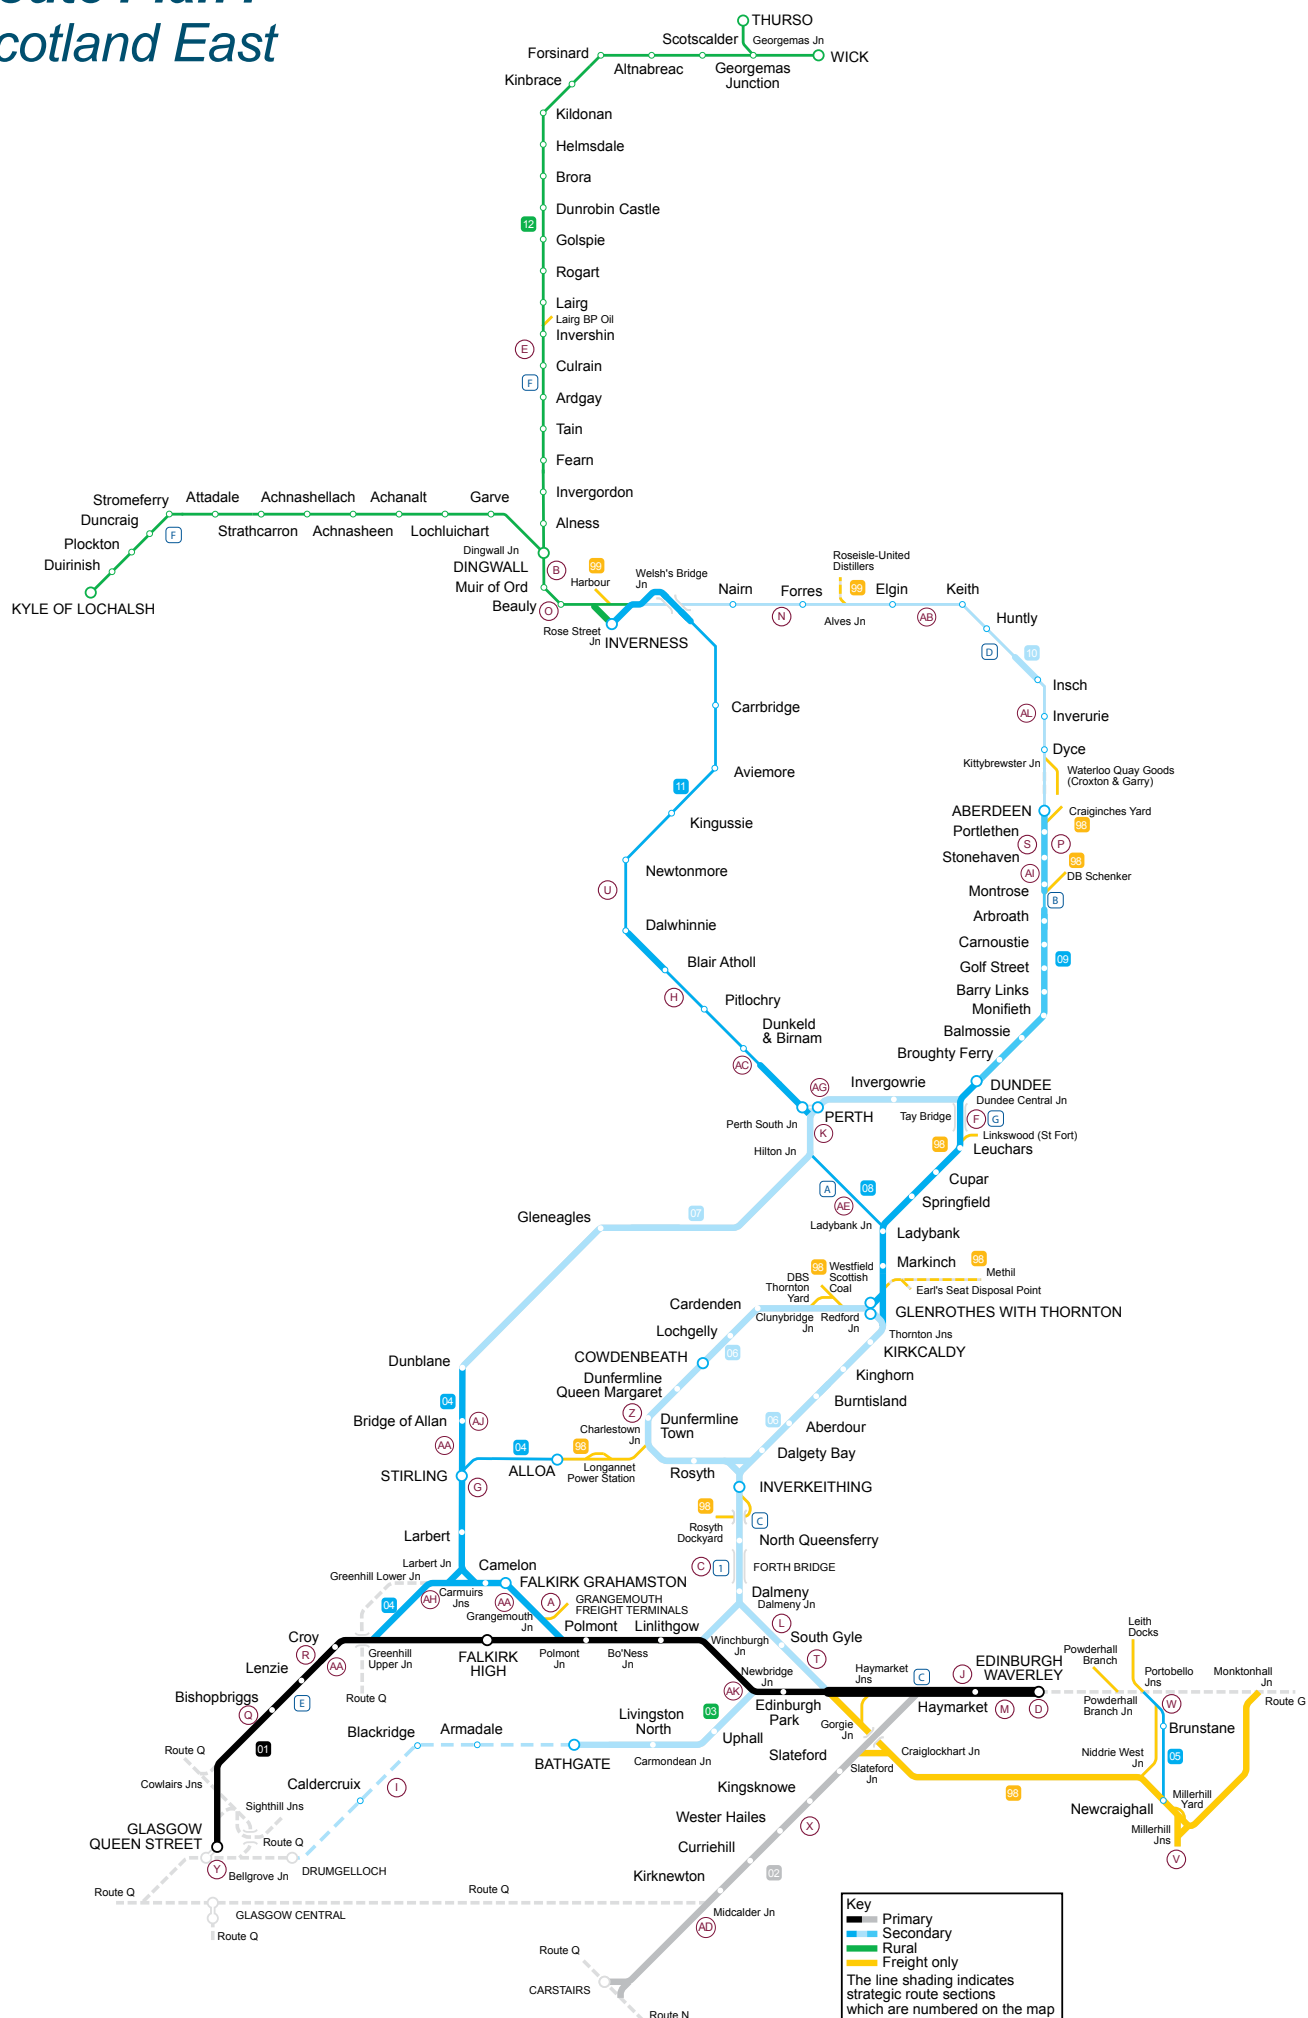 Scotland East
THURSO
Scotscalder
Georgemas Jn
Forsinard
WICK
Altnabreac
Georgemas
Junction
Kinbrace
Kildonan
Helmsdale
Brora
Dunrobin Castle
12
Golspie
Rogart
Lairg
Lairg BP Oil
Invershin
E
Culrain
F
Ardgay
Tain
Fearn
Invergordon
Alness
Stromeferry
Attadale
Achnashellach
Achanalt
Garve
Duncraig
F
Strathcarron
Achnasheen
Lochluichart
Plockton
Duirinish
KYLE OF LOCHALSH
Dingwall Jn
DINGWALL
B
Muir of Ord
Beauly
O
99
Harbour
Welsh's Bridge
Jn
Rose Street
Jn
INVERNESS
Nairn
Forres
N
Roseisle-United
Distillers
99
Alves Jn
Elgin
AB
Keith
Huntly
D
10
Insch
AL
Inverurie
Dyce
Kittybrewster Jn
Waterloo Quay Goods
(Croxton & Garry)
ABERDEEN
Craiginches Yard
98
Portlethen
S
P
Stonehaven
98
AI
DB Schenker
Montrose
B
Arbroath
Carnoustie
Golf Street
09
Barry Links
Monifieth
Balmossie
Broughty Ferry
DUNDEE
Dundee Central Jn
Carrbridge
Aviemore
11
Kingussie
Newtonmore
U
Dalwhinnie
Blair Atholl
H
Pitlochry
Dunkeld
& Birnam
AC
AG
Invergowrie
Perth South Jn
PERTH
K
Tay Bridge
F
G
98
Linkswood (St Fort)
Leuchars
Hilton Jn
A
08
AE
Cupar
Springfield
Ladybank Jn
Ladybank
Gleneagles
07
Markinch
98
Methil
Earl's Seat Disposal Point
98
Westfield
Scottish
Coal
DBS
Thornton
Yard
Cardenden
Clunybridge
Jn
Redford
Jn
GLENROTHES WITH THORNTON
Thornton Jns
KIRKCALDY
Lochgelly
06
COWDENBEATH
Dunfermline
Queen Margaret
Kinghorn
Burntisland
06
Aberdour
Dalgety Bay
Z
Dunfermline
Town
Charlestown
Jn
Rosyth
Dunblane
04
Bridge of Allan
AJ
AA
STIRLING
G
04
ALLOA
98
Longannet
Power Station
INVERKEITHING
98
Rosyth
Dockyard
C
North Queensferry
C
1
FORTH BRIDGE
Dalmeny
Dalmeny Jn
Larbert
Larbert Jn
Camelon
Greenhill Lower Jn
FALKIRK GRAHAMSTON
04
AH
Carmuirs
Jns
AA
A
GRANGEMOUTH
FREIGHT TERMINALS
Grangemouth
Jn
Polmont
Linlithgow
L
South Gyle
T
Winchburgh
Jn
Croy
R
AA
Greenhill
Upper Jn
FALKIRK
HIGH
Polmont
Jn
Bo'Ness
Jn
Newbridge
Jn
AK
Lenzie
E
Route Q
Bishopbriggs
Q
01
Edinburgh
Park
Haymarket
Jns
C
J
EDINBURGH
WAVERLEY
Haymarket
M
D
Leith
Docks
Powderhall
Branch
Portobello
Jns
Monktonhall
Jn
Powderhall
Branch Jn
W
Route G
Brunstane
Livingston
North
03
Uphall
Gorgie
Jn
Slateford
Craiglockhart Jn
Slateford
Jn
Niddrie West
Jn
05
Blackridge
Armadale
BATHGATE
Carmondean Jn
Kingsknowe
98
Newcraighall
Millerhill
Yard
Millerhill
Jns
V
Route Q
Cowlairs Jns
Caldercruix
I
Sighthill Jns
Wester Hailes
X
GLASGOW
QUEEN STREET
Route Q
Curriehill
Y
Bellgrove Jn
DRUMGELLOCH
Kirknewton
02
Route Q
Route Q
GLASGOW CENTRAL
Midcalder Jn
AD
Route Q
Route Q
CARSTAIRS
Route N
Key
Primary
Secondary
Rural
Freight only
The line shading indicates
strategic route sections
which are numbered on the map